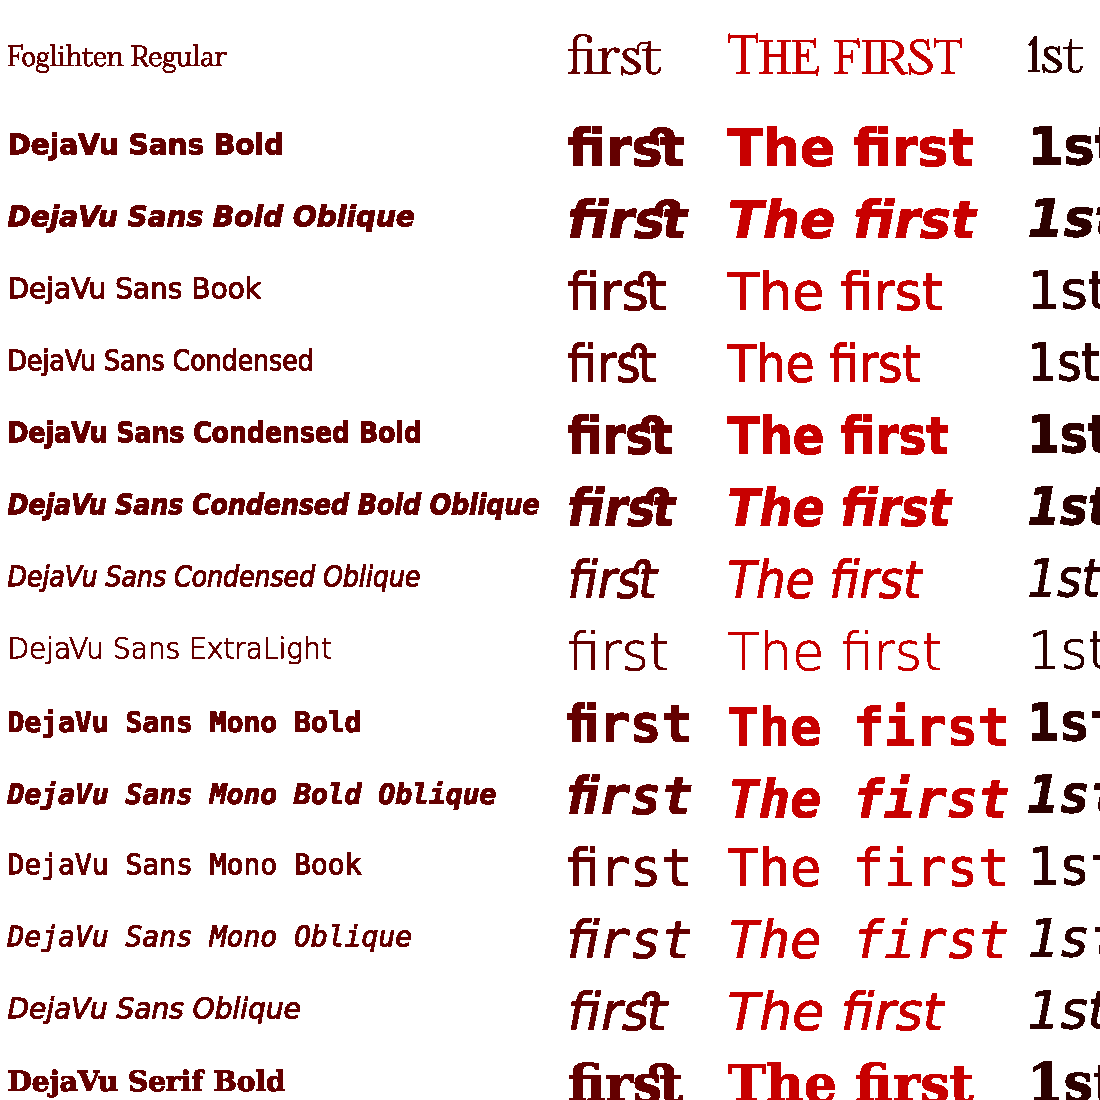 Foglihten Regular first THE FIRST 1st
DejaVu Sans Bold first The first 1st
DejaVu Sans Bold Oblique first The first 1st
DejaVu Sans Book first The first 1st
DejaVu Sans Condensed first The first 1st
DejaVu Sans Condensed Bold first The first 1st
DejaVu Sans Condensed Bold Oblique first The first 1st
DejaVu Sans Condensed Oblique first The first 1st
DejaVu Sans ExtraLight first The first 1st
DejaVu Sans Mono Bold first The first 1st
DejaVu Sans Mono Bold Oblique first The first 1st
DejaVu Sans Mono Book first The first 1st
DejaVu Sans Mono Oblique first The first 1st
DejaVu Sans Oblique first The first 1st
DejaVu Serif Bold first The first 1st